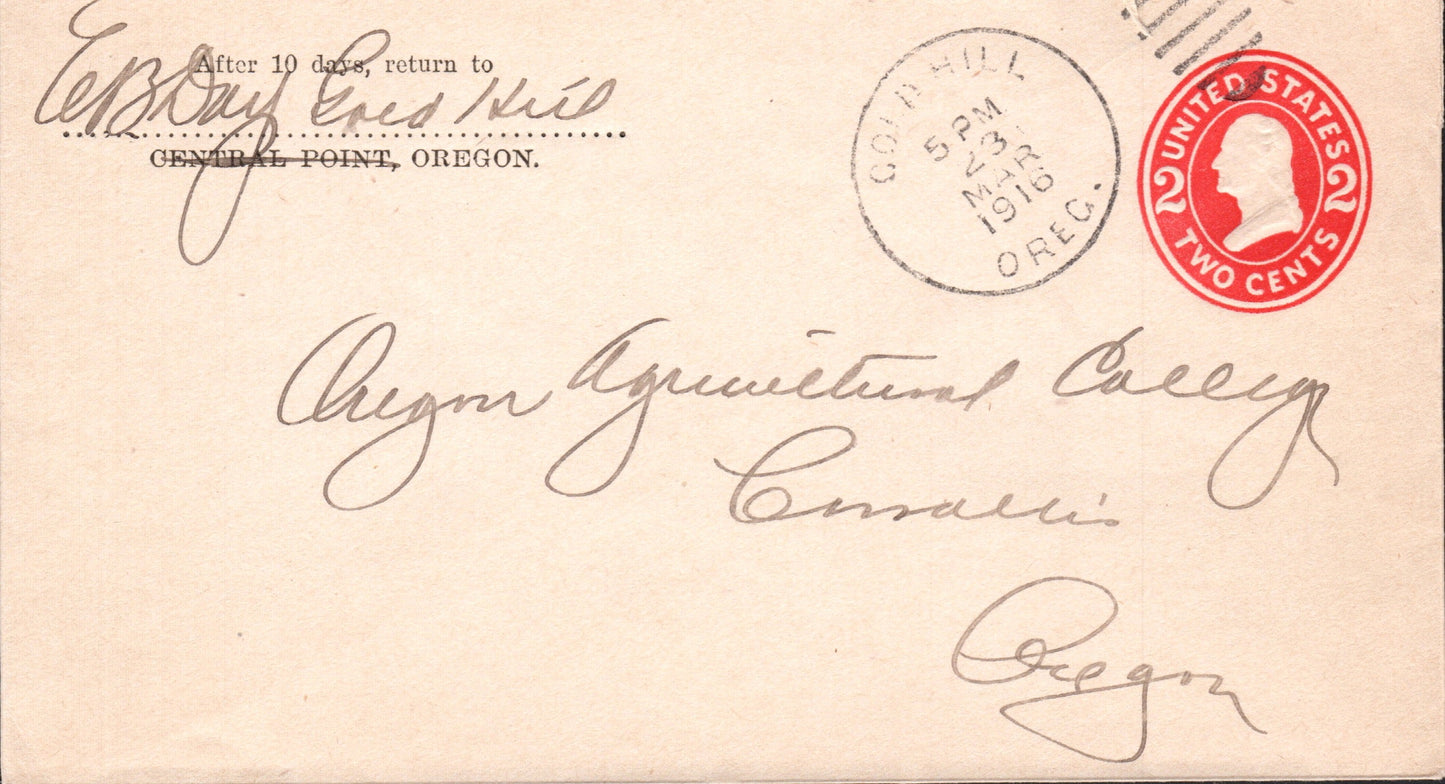 After 10 days, return to
E B Day Gold Hill
CENTRAL POINT, OREGON.
GOLD HILL
5 PM
13
MAR
1916
OREG.
UNITED STATES
2 2
TWO CENTS
Oregon Agricultural College
Corvallis
Oregon